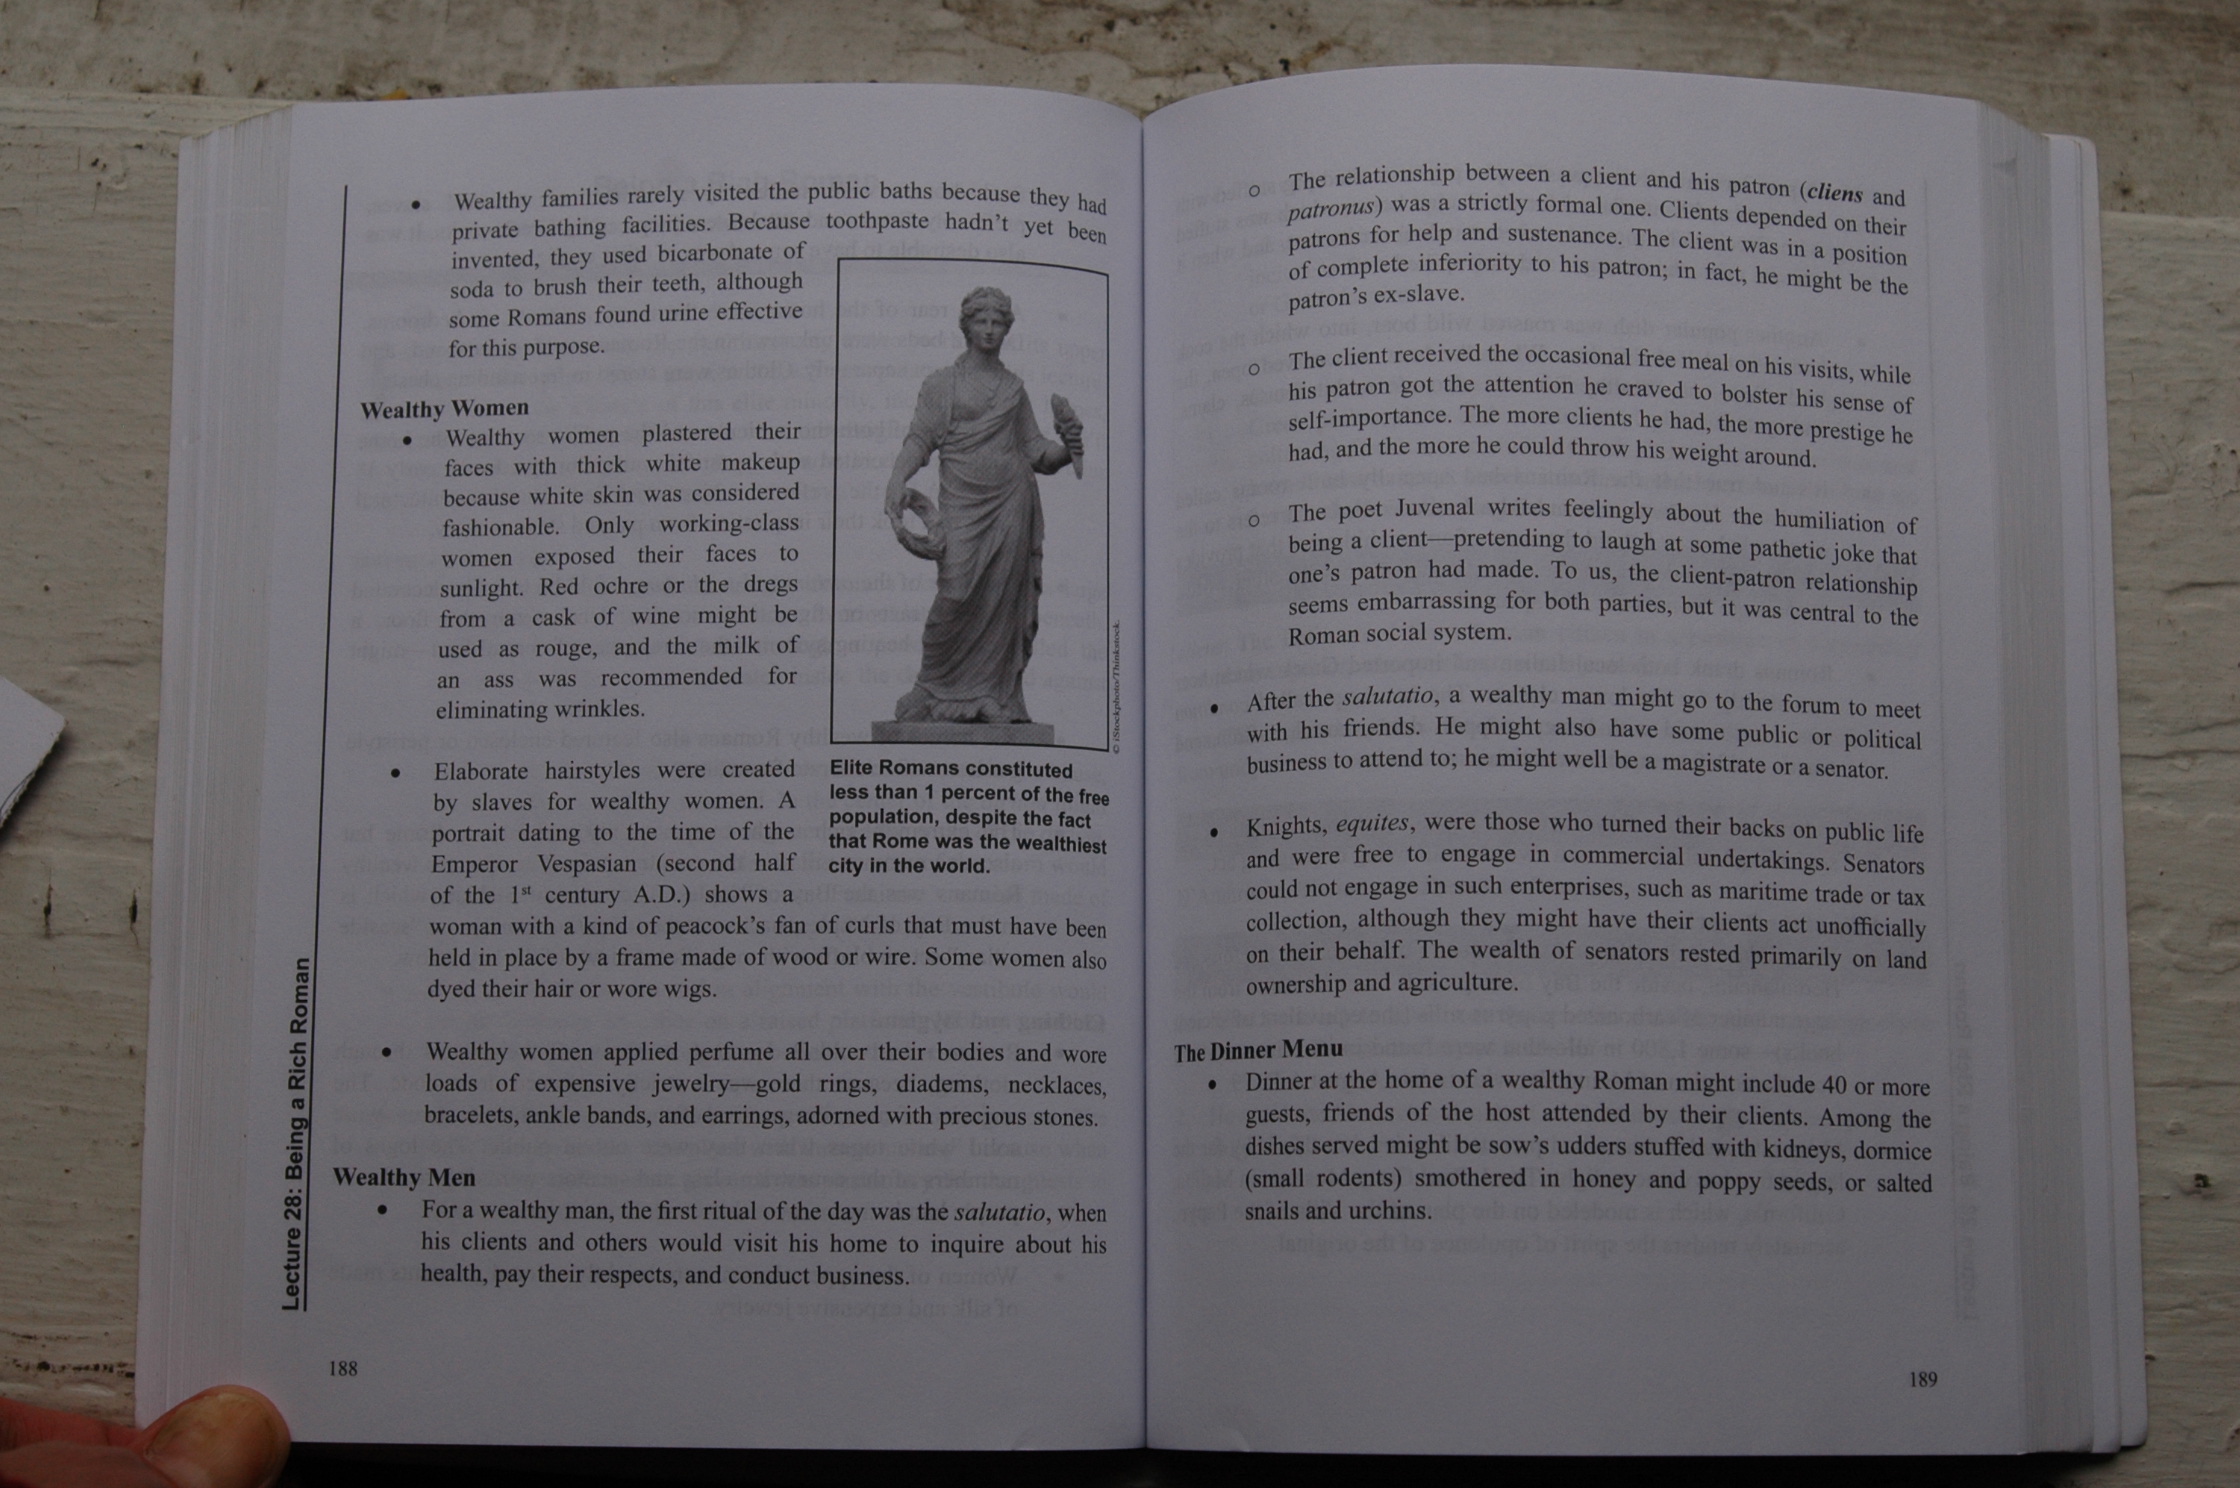 • Wealthy families rarely visited the public baths because they had
private bathing facilities. Because toothpaste hadn't yet been
invented, they used bicarbonate of
soda to brush their teeth, although
some Romans found urine effective
for this purpose.
Wealthy Women
• Wealthy women plastered their
faces with thick white makeup
because white skin was considered
fashionable. Only working-class
women exposed their faces to
sunlight. Red ochre or the dregs
from a cask of wine might be
used as rouge, and the milk of
an ass was recommended for
eliminating wrinkles.
• Elaborate hairstyles were created
by slaves for wealthy women. A
portrait dating to the time of the
Emperor Vespasian (second half
of the 1st century A.D.) shows a
woman with a kind of peacock's fan of curls that must have been
held in place by a frame made of wood or wire. Some women also
dyed their hair or wore wigs.
© iStockphoto/Thinkstock.
Elite Romans constituted
less than 1 percent of the free
population, despite the fact
that Rome was the wealthiest
city in the world.
• Wealthy women applied perfume all over their bodies and wore
loads of expensive jewelry—gold rings, diadems, necklaces,
bracelets, ankle bands, and earrings, adorned with precious stones.
Wealthy Men
• For a wealthy man, the first ritual of the day was the salutatio, when
his clients and others would visit his home to inquire about his
health, pay their respects, and conduct business.
Lecture 28: Being a Rich Roman
188
○ The relationship between a client and his patron (cliens and
patronus) was a strictly formal one. Clients depended on their
patrons for help and sustenance. The client was in a position
of complete inferiority to his patron; in fact, he might be the
patron's ex-slave.
○ The client received the occasional free meal on his visits, while
his patron got the attention he craved to bolster his sense of
self-importance. The more clients he had, the more prestige he
had, and the more he could throw his weight around.
○ The poet Juvenal writes feelingly about the humiliation of
being a client—pretending to laugh at some pathetic joke that
one's patron had made. To us, the client-patron relationship
seems embarrassing for both parties, but it was central to the
Roman social system.
• After the salutatio, a wealthy man might go to the forum to meet
with his friends. He might also have some public or political
business to attend to; he might well be a magistrate or a senator.
• Knights, equites, were those who turned their backs on public life
and were free to engage in commercial undertakings. Senators
could not engage in such enterprises, such as maritime trade or tax
collection, although they might have their clients act unofficially
on their behalf. The wealth of senators rested primarily on land
ownership and agriculture.
The Dinner Menu
• Dinner at the home of a wealthy Roman might include 40 or more
guests, friends of the host attended by their clients. Among the
dishes served might be sow's udders stuffed with kidneys, dormice
(small rodents) smothered in honey and poppy seeds, or salted
snails and urchins.
189